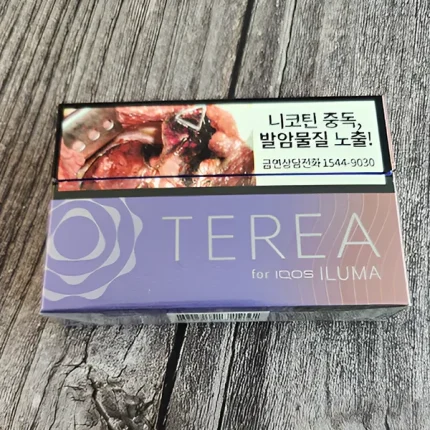 니코틴 중독,
발암물질 노출!
금연상담전화 1544-9030
TEREA
for IQOS ILUMA